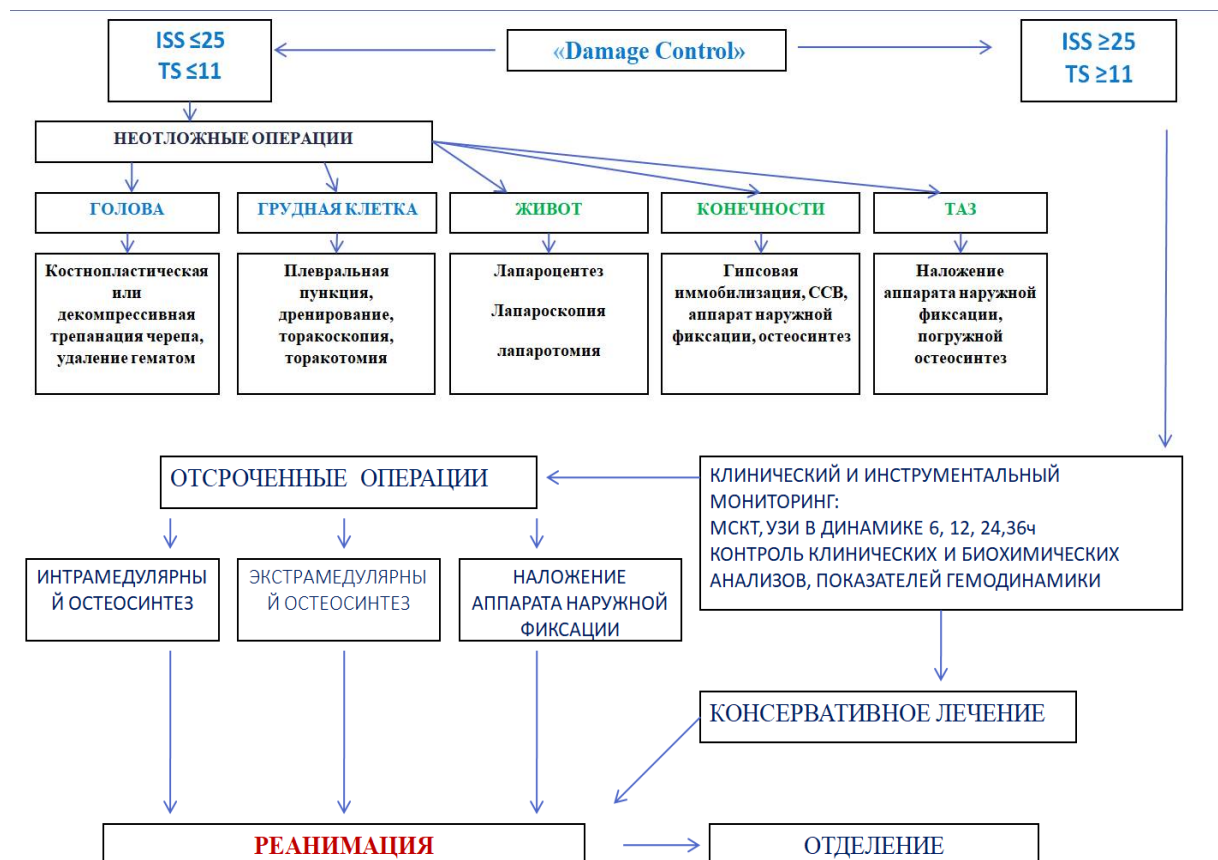 ISS ≤25
TS ≤11
«Damage Control»
ISS ≥25
TS ≥11
НЕОТЛОЖНЫЕ ОПЕРАЦИИ
ГОЛОВА
ГРУДНАЯ КЛЕТКА
ЖИВОТ
КОНЕЧНОСТИ
ТАЗ
Костнопластическая
или
декомпрессивная
трепанация черепа,
удаление гематом
Плевральная
пункция,
дренирование,
торакоскопия,
торакотомия
Лапароцентез
Лапароскопия
лапаротомия
Гипсовая
иммобилизация, ССВ,
аппарат наружной
фиксации, остеосинтез
Наложение
аппарата наружной
фиксации,
погружной
остеосинтез
ОТСРОЧЕННЫЕ ОПЕРАЦИИ
КЛИНИЧЕСКИЙ И ИНСТРУМЕНТАЛЬНЫЙ
МОНИТОРИНГ:
МСКТ, УЗИ В ДИНАМИКЕ 6, 12, 24,36ч
КОНТРОЛЬ КЛИНИЧЕСКИХ И БИОХИМИЧЕСКИХ
АНАЛИЗОВ, ПОКАЗАТЕЛЕЙ ГЕМОДИНАМИКИ
ИНТРАМЕДУЛЯРНЫ
Й ОСТЕОСИНТЕЗ
ЭКСТРАМЕДУЛЯРНЫ
Й ОСТЕОСИНТЕЗ
НАЛОЖЕНИЕ
АППАРАТА НАРУЖНОЙ
ФИКСАЦИИ
КОНСЕРВАТИВНОЕ ЛЕЧЕНИЕ
РЕАНИМАЦИЯ
ОТДЕЛЕНИЕ